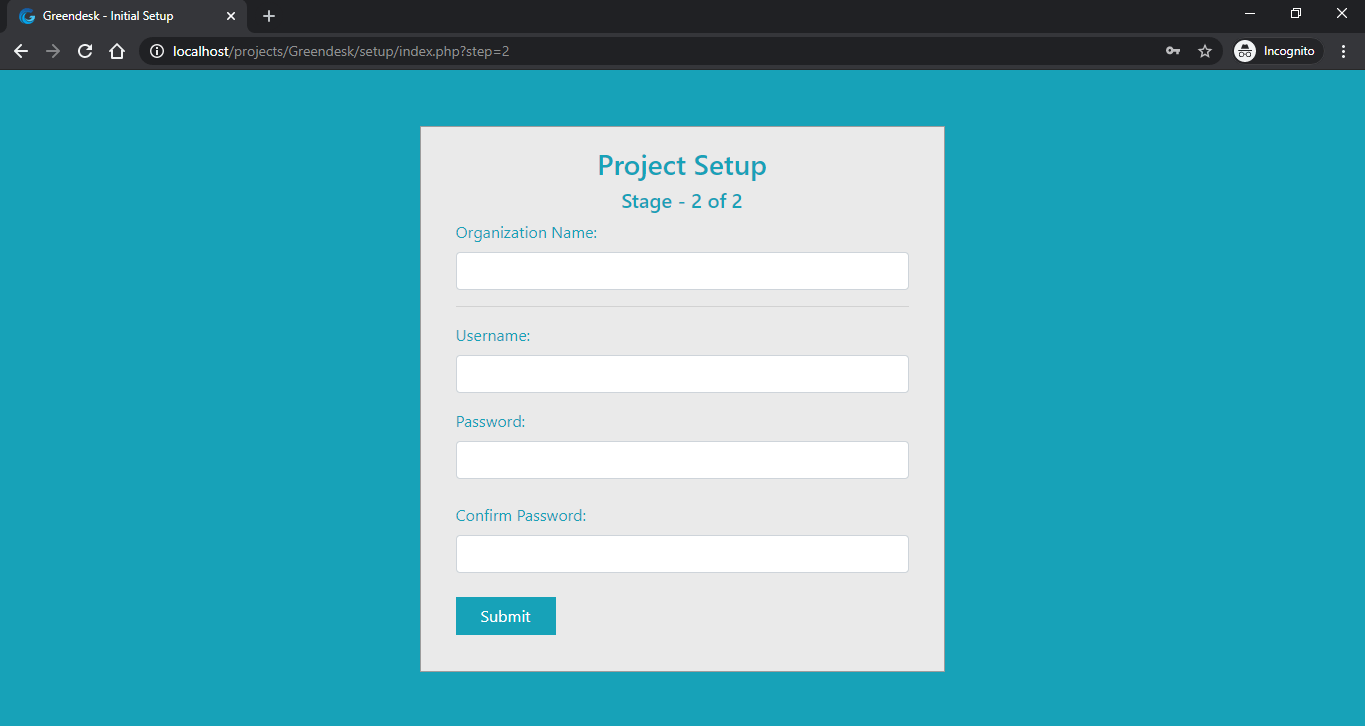 Greendesk - Initial Setup
localhost/projects/Greendesk/setup/index.php?step=2
Incognito
Project Setup
Stage - 2 of 2
Organization Name:
Username:
Password:
Confirm Password:
Submit